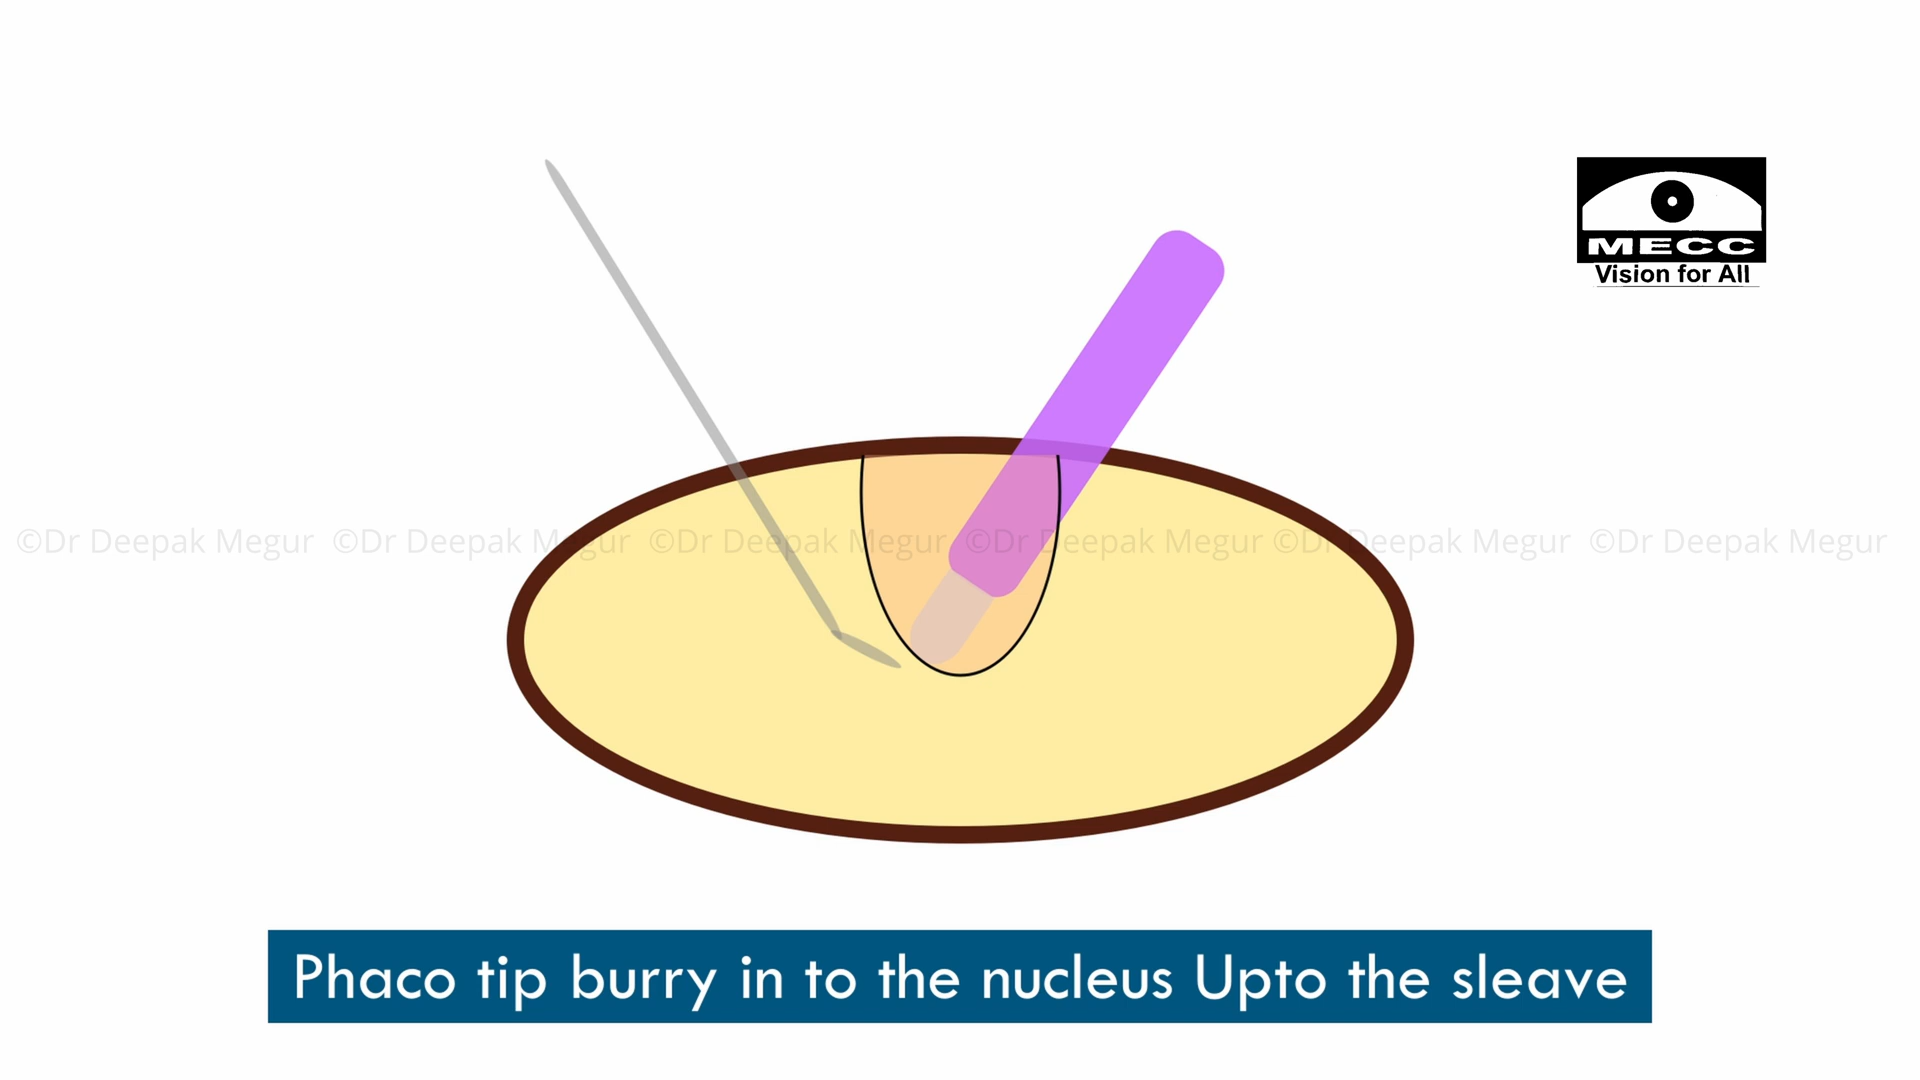 MECC
Vision for All
©Dr Deepak Megur ©Dr Deepak Megur ©Dr Deepak Megur ©Dr Deepak Megur ©Dr Deepak Megur ©Dr Deepak Megur
Phaco tip burry in to the nucleus Upto the sleave